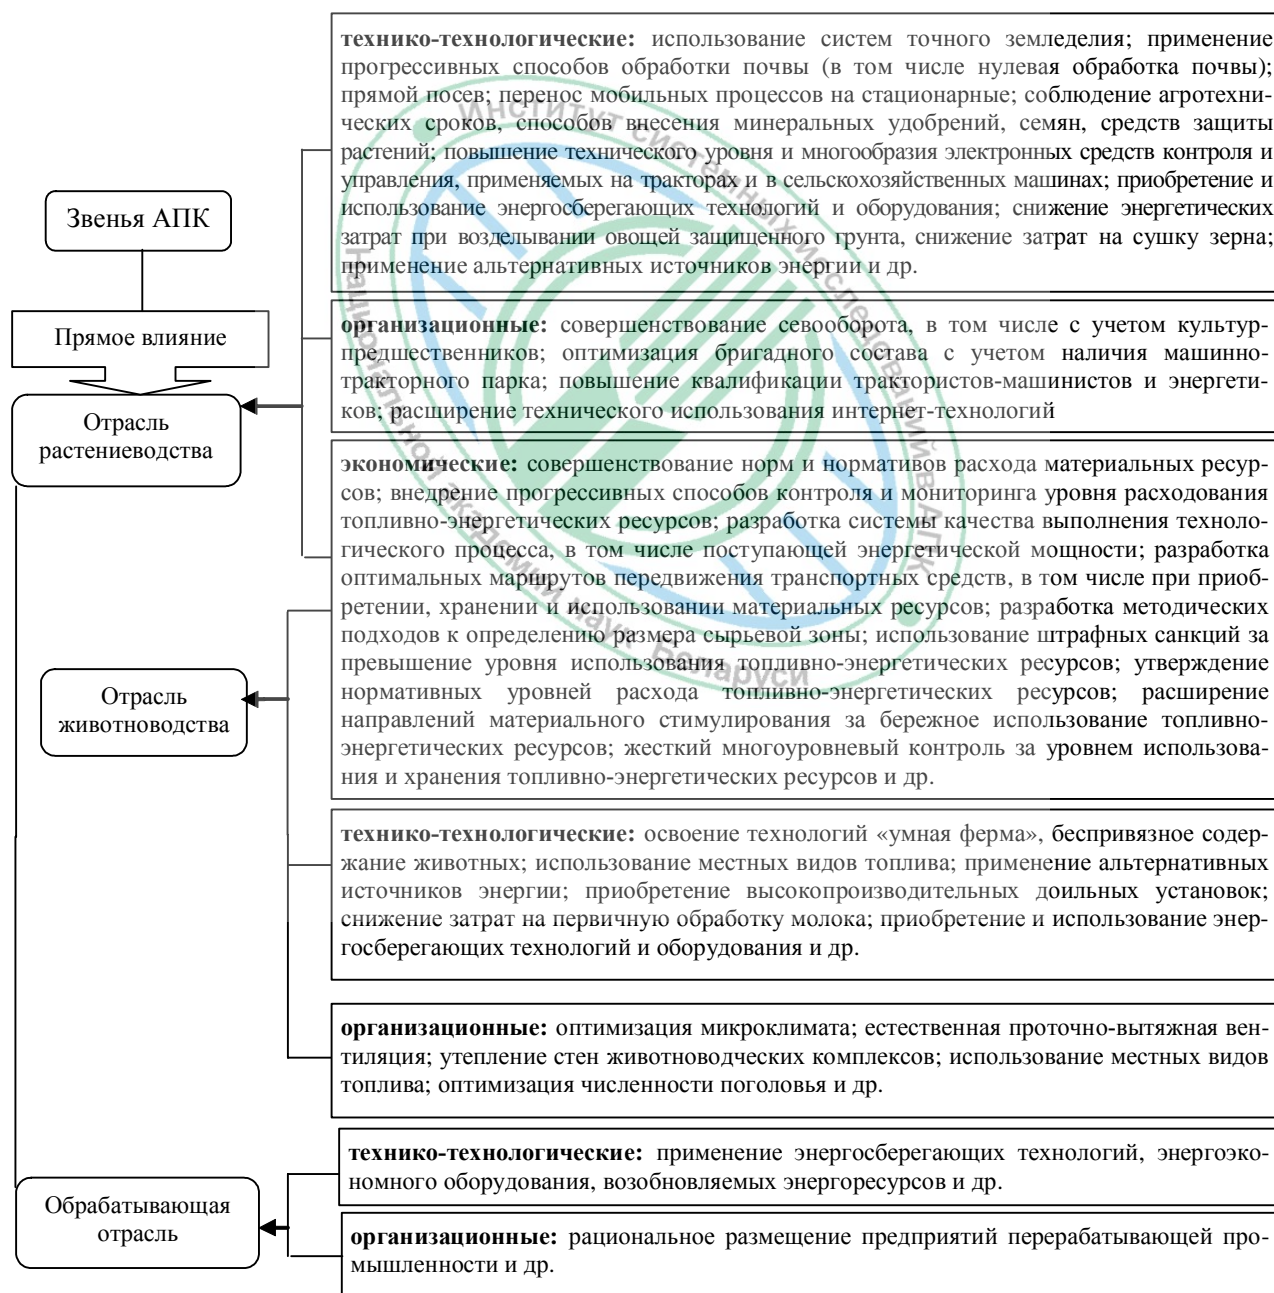 технико-технологические: использование систем точного земледелия; применение
прогрессивных способов обработки почвы (в том числе нулевая обработка почвы);
прямой посев; перенос мобильных процессов на стационарные; соблюдение агротехни-
ческих сроков, способов внесения минеральных удобрений, семян, средств защиты
растений; повышение технического уровня и многообразия электронных средств контроля и
управления, применяемых на тракторах и в сельскохозяйственных машинах; приобретение и
использование энергосберегающих технологий и оборудования; снижение энергетических
затрат при возделывании овощей защищенного грунта, снижение затрат на сушку зерна;
применение альтернативных источников энергии и др.
Звенья АПК
Прямое влияние
организационные: совершенствование севооборота, в том числе с учетом культур-
предшественников; оптимизация бригадного состава с учетом наличия машинно-
тракторного парка; повышение квалификации трактористов-машинистов и энергети-
ков; расширение технического использования интернет-технологий
Отрасль
растениеводства
экономические: совершенствование норм и нормативов расхода материальных ресур-
сов; внедрение прогрессивных способов контроля и мониторинга уровня расходования
топливно-энергетических ресурсов; разработка системы качества выполнения техноло-
гического процесса, в том числе поступающей энергетической мощности; разработка
оптимальных маршрутов передвижения транспортных средств, в том числе при приоб-
ретении, хранении и использовании материальных ресурсов; разработка методических
подходов к определению размера сырьевой зоны; использование штрафных санкций за
превышение уровня использования топливно-энергетических ресурсов; утверждение
нормативных уровней расхода топливно-энергетических ресурсов; расширение
направлений материального стимулирования за бережное использование топливно-
энергетических ресурсов; жесткий многоуровневый контроль за уровнем использова-
ния и хранения топливно-энергетических ресурсов и др.
Отрасль
животноводства
технико-технологические: освоение технологий «умная ферма», беспривязное содер-
жание животных; использование местных видов топлива; применение альтернативных
источников энергии; приобретение высокопроизводительных доильных установок;
снижение затрат на первичную обработку молока; приобретение и использование энер-
госберегающих технологий и оборудования и др.
организационные: оптимизация микроклимата; естественная проточно-вытяжная вен-
тиляция; утепление стен животноводческих комплексов; использование местных видов
топлива; оптимизация численности поголовья и др.
Обрабатывающая
отрасль
технико-технологические: применение энергосберегающих технологий, энергоэко-
номного оборудования, возобновляемых энергоресурсов и др.
организационные: рациональное размещение предприятий перерабатывающей про-
мышленности и др.
Институт системных исследований в АПК
Национальной академии наук Беларуси